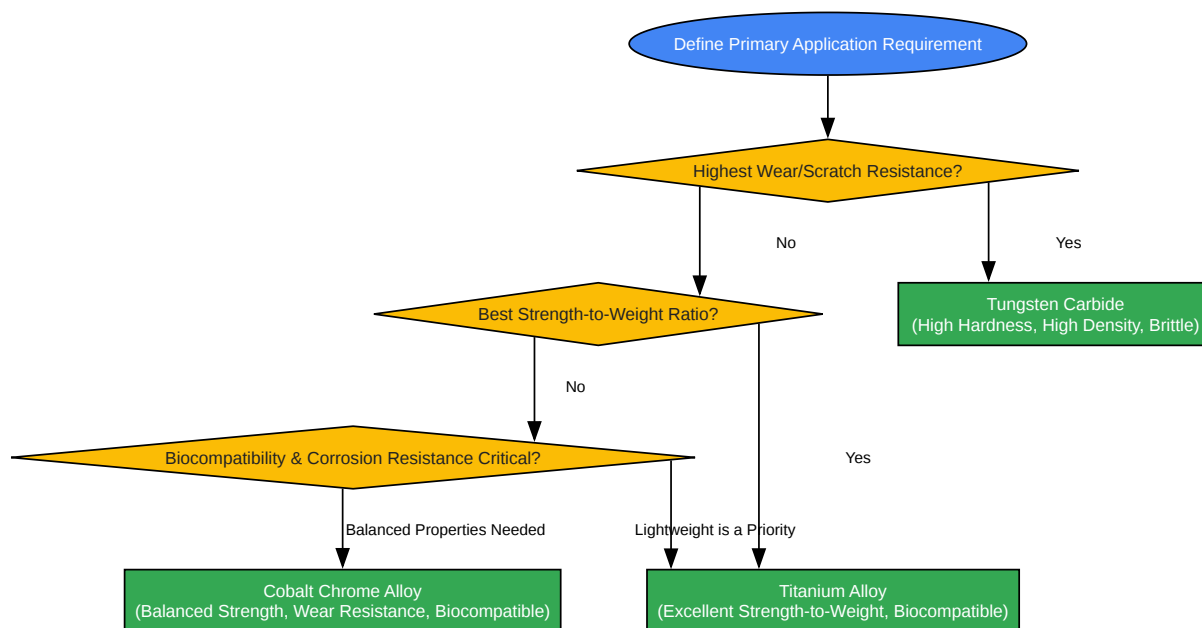 Define Primary Application Requirement
Highest Wear/Scratch Resistance?
No
Yes
Tungsten Carbide
(High Hardness, High Density, Brittle)
Best Strength-to-Weight Ratio?
No
Yes
Biocompatibility & Corrosion Resistance Critical?
Balanced Properties Needed
Lightweight is a Priority
Cobalt Chrome Alloy
(Balanced Strength, Wear Resistance, Biocompatible)
Titanium Alloy
(Excellent Strength-to-Weight, Biocompatible)